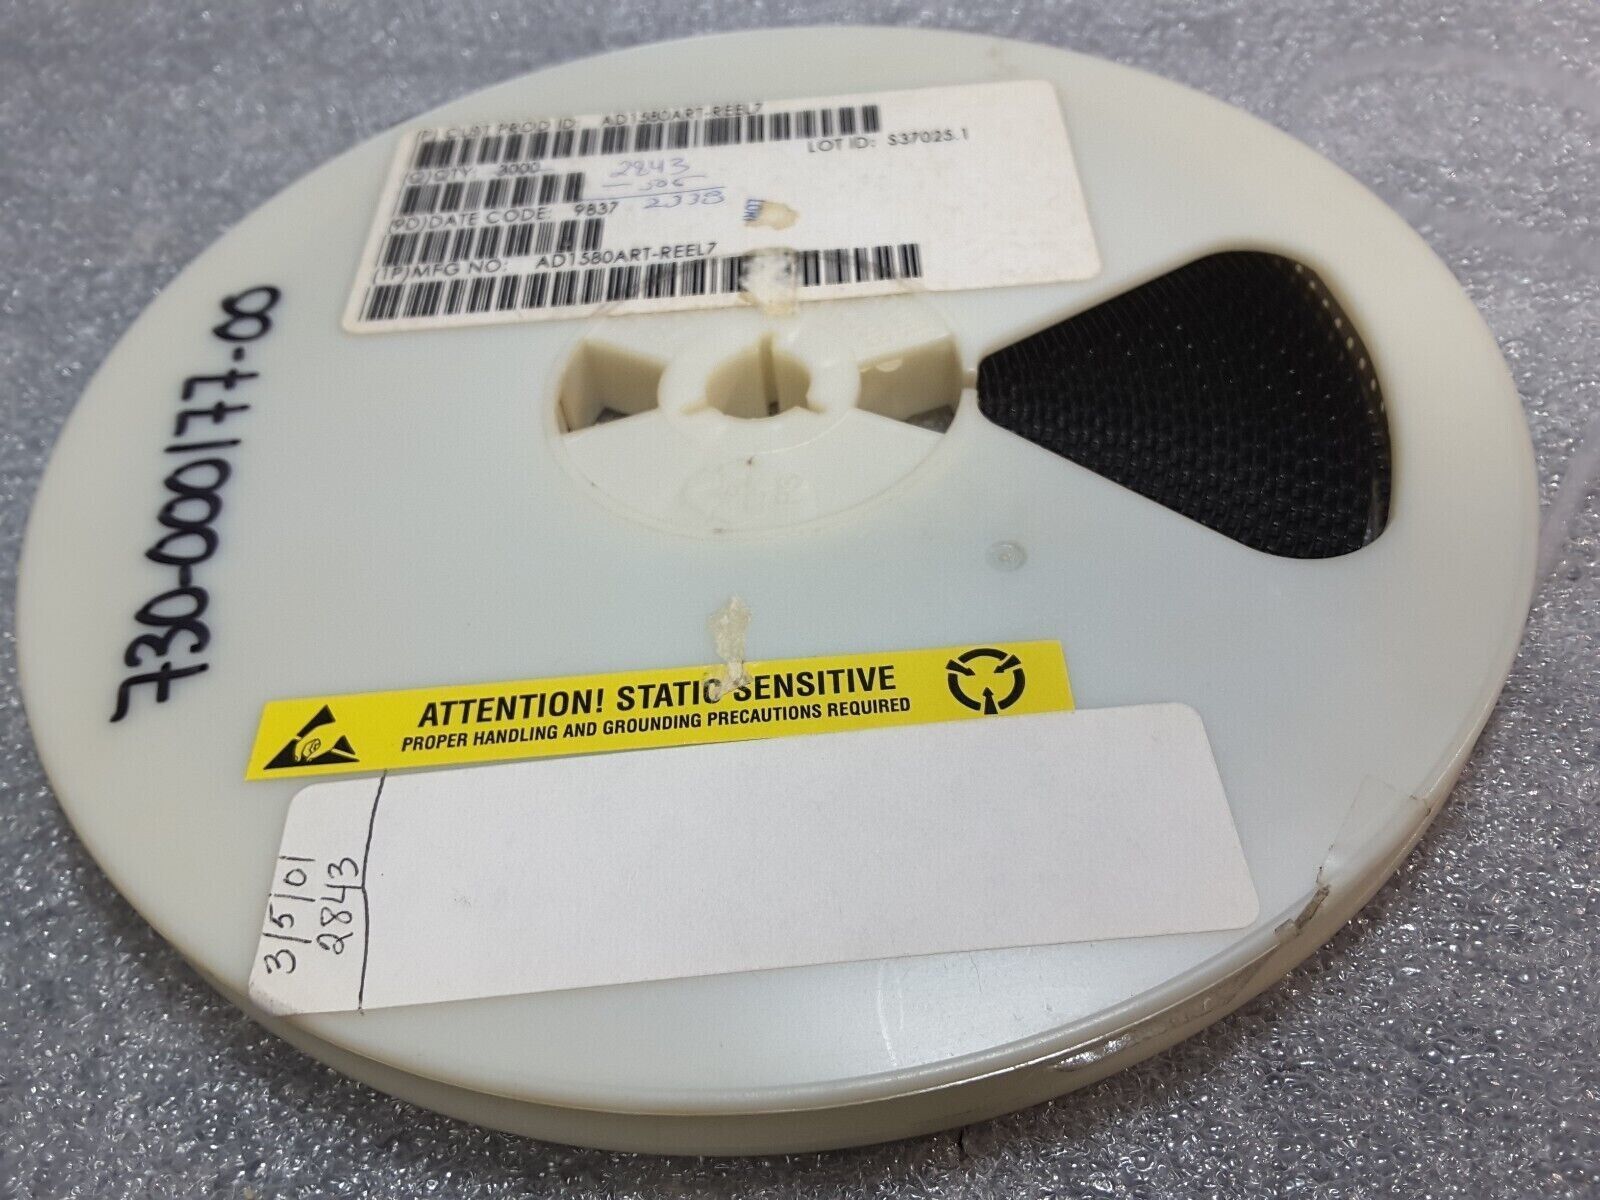 (P) CUST PROD ID: AD1580ART-REEL7
LOT ID: S37025.1
(Q)QTY: 3000
2843
- 506
2338
(9D)DATE CODE: 9837
(1P)MFG NO: AD1580ART-REEL7
730-000177-00
ATTENTION! STATIC SENSITIVE
PROPER HANDLING AND GROUNDING PRECAUTIONS REQUIRED
3/5/01
2843